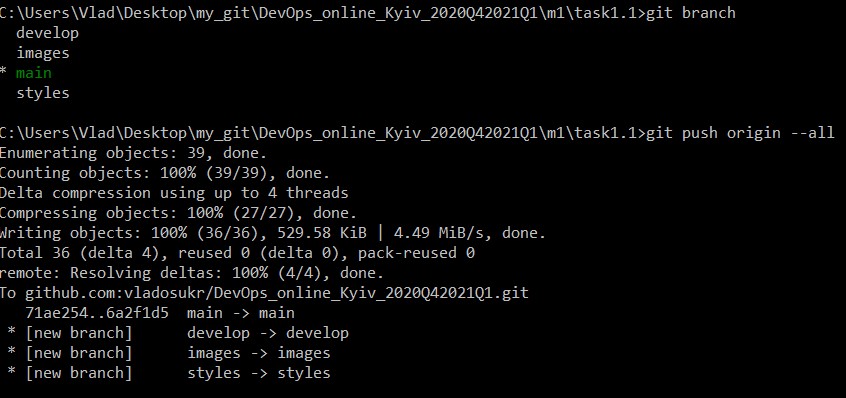 C:\Users\Vlad\Desktop\my_git\DevOps_online_Kyiv_2020Q42021Q1\m1\task1.1>git branch
  develop
  images
* main
  styles

C:\Users\Vlad\Desktop\my_git\DevOps_online_Kyiv_2020Q42021Q1\m1\task1.1>git push origin --all
Enumerating objects: 39, done.
Counting objects: 100% (39/39), done.
Delta compression using up to 4 threads
Compressing objects: 100% (27/27), done.
Writing objects: 100% (36/36), 529.58 KiB | 4.49 MiB/s, done.
Total 36 (delta 4), reused 0 (delta 0), pack-reused 0
remote: Resolving deltas: 100% (4/4), done.
To github.com:vladosukr/DevOps_online_Kyiv_2020Q42021Q1.git
   71ae254..6a2f1d5  main -> main
 * [new branch]      develop -> develop
 * [new branch]      images -> images
 * [new branch]      styles -> styles